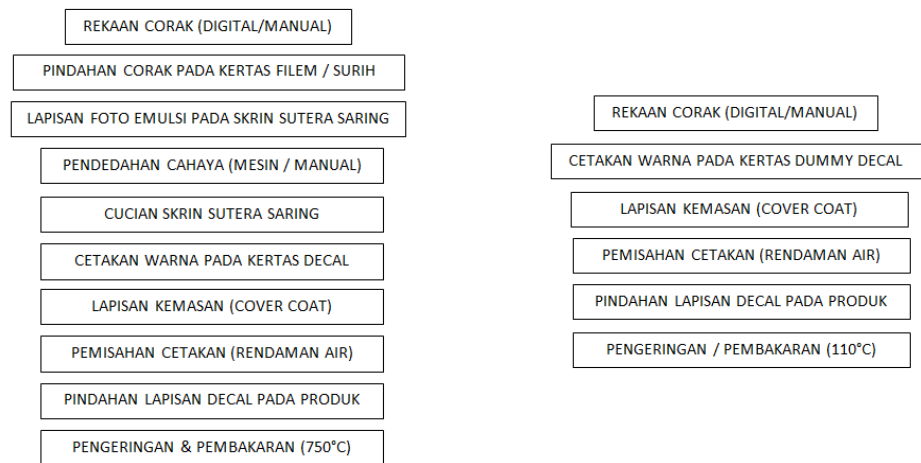 REKAAN CORAK (DIGITAL/MANUAL)
PINDAHAN CORAK PADA KERTAS FILEM / SURIH
LAPISAN FOTO EMULSI PADA SKRIN SUTERA SARING
PENDEDAHAN CAHAYA (MESIN / MANUAL)
CUCIAN SKRIN SUTERA SARING
CETAKAN WARNA PADA KERTAS DECAL
LAPISAN KEMASAN (COVER COAT)
PEMISAHAN CETAKAN (RENDAMAN AIR)
PINDAHAN LAPISAN DECAL PADA PRODUK
PENGERINGAN & PEMBAKARAN (750°C)
REKAAN CORAK (DIGITAL/MANUAL)
CETAKAN WARNA PADA KERTAS DUMMY DECAL
LAPISAN KEMASAN (COVER COAT)
PEMISAHAN CETAKAN (RENDAMAN AIR)
PINDAHAN LAPISAN DECAL PADA PRODUK
PENGERINGAN / PEMBAKARAN (110°C)